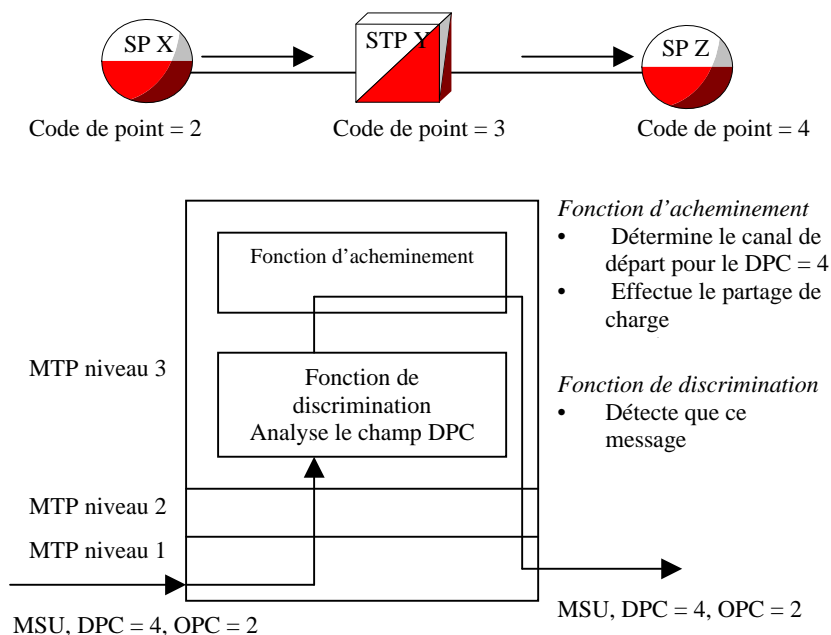 SP X
STP Y
SP Z
Code de point = 2
Code de point = 3
Code de point = 4
Fonction d’acheminement
• Détermine le canal de
départ pour le DPC = 4
• Effectue le partage de
charge
Fonction d’acheminement
MTP niveau 3
Fonction de
discrimination
Analyse le champ DPC
Fonction de discrimination
• Détecte que ce
message
MTP niveau 2
MTP niveau 1
MSU, DPC = 4, OPC = 2
MSU, DPC = 4, OPC = 2